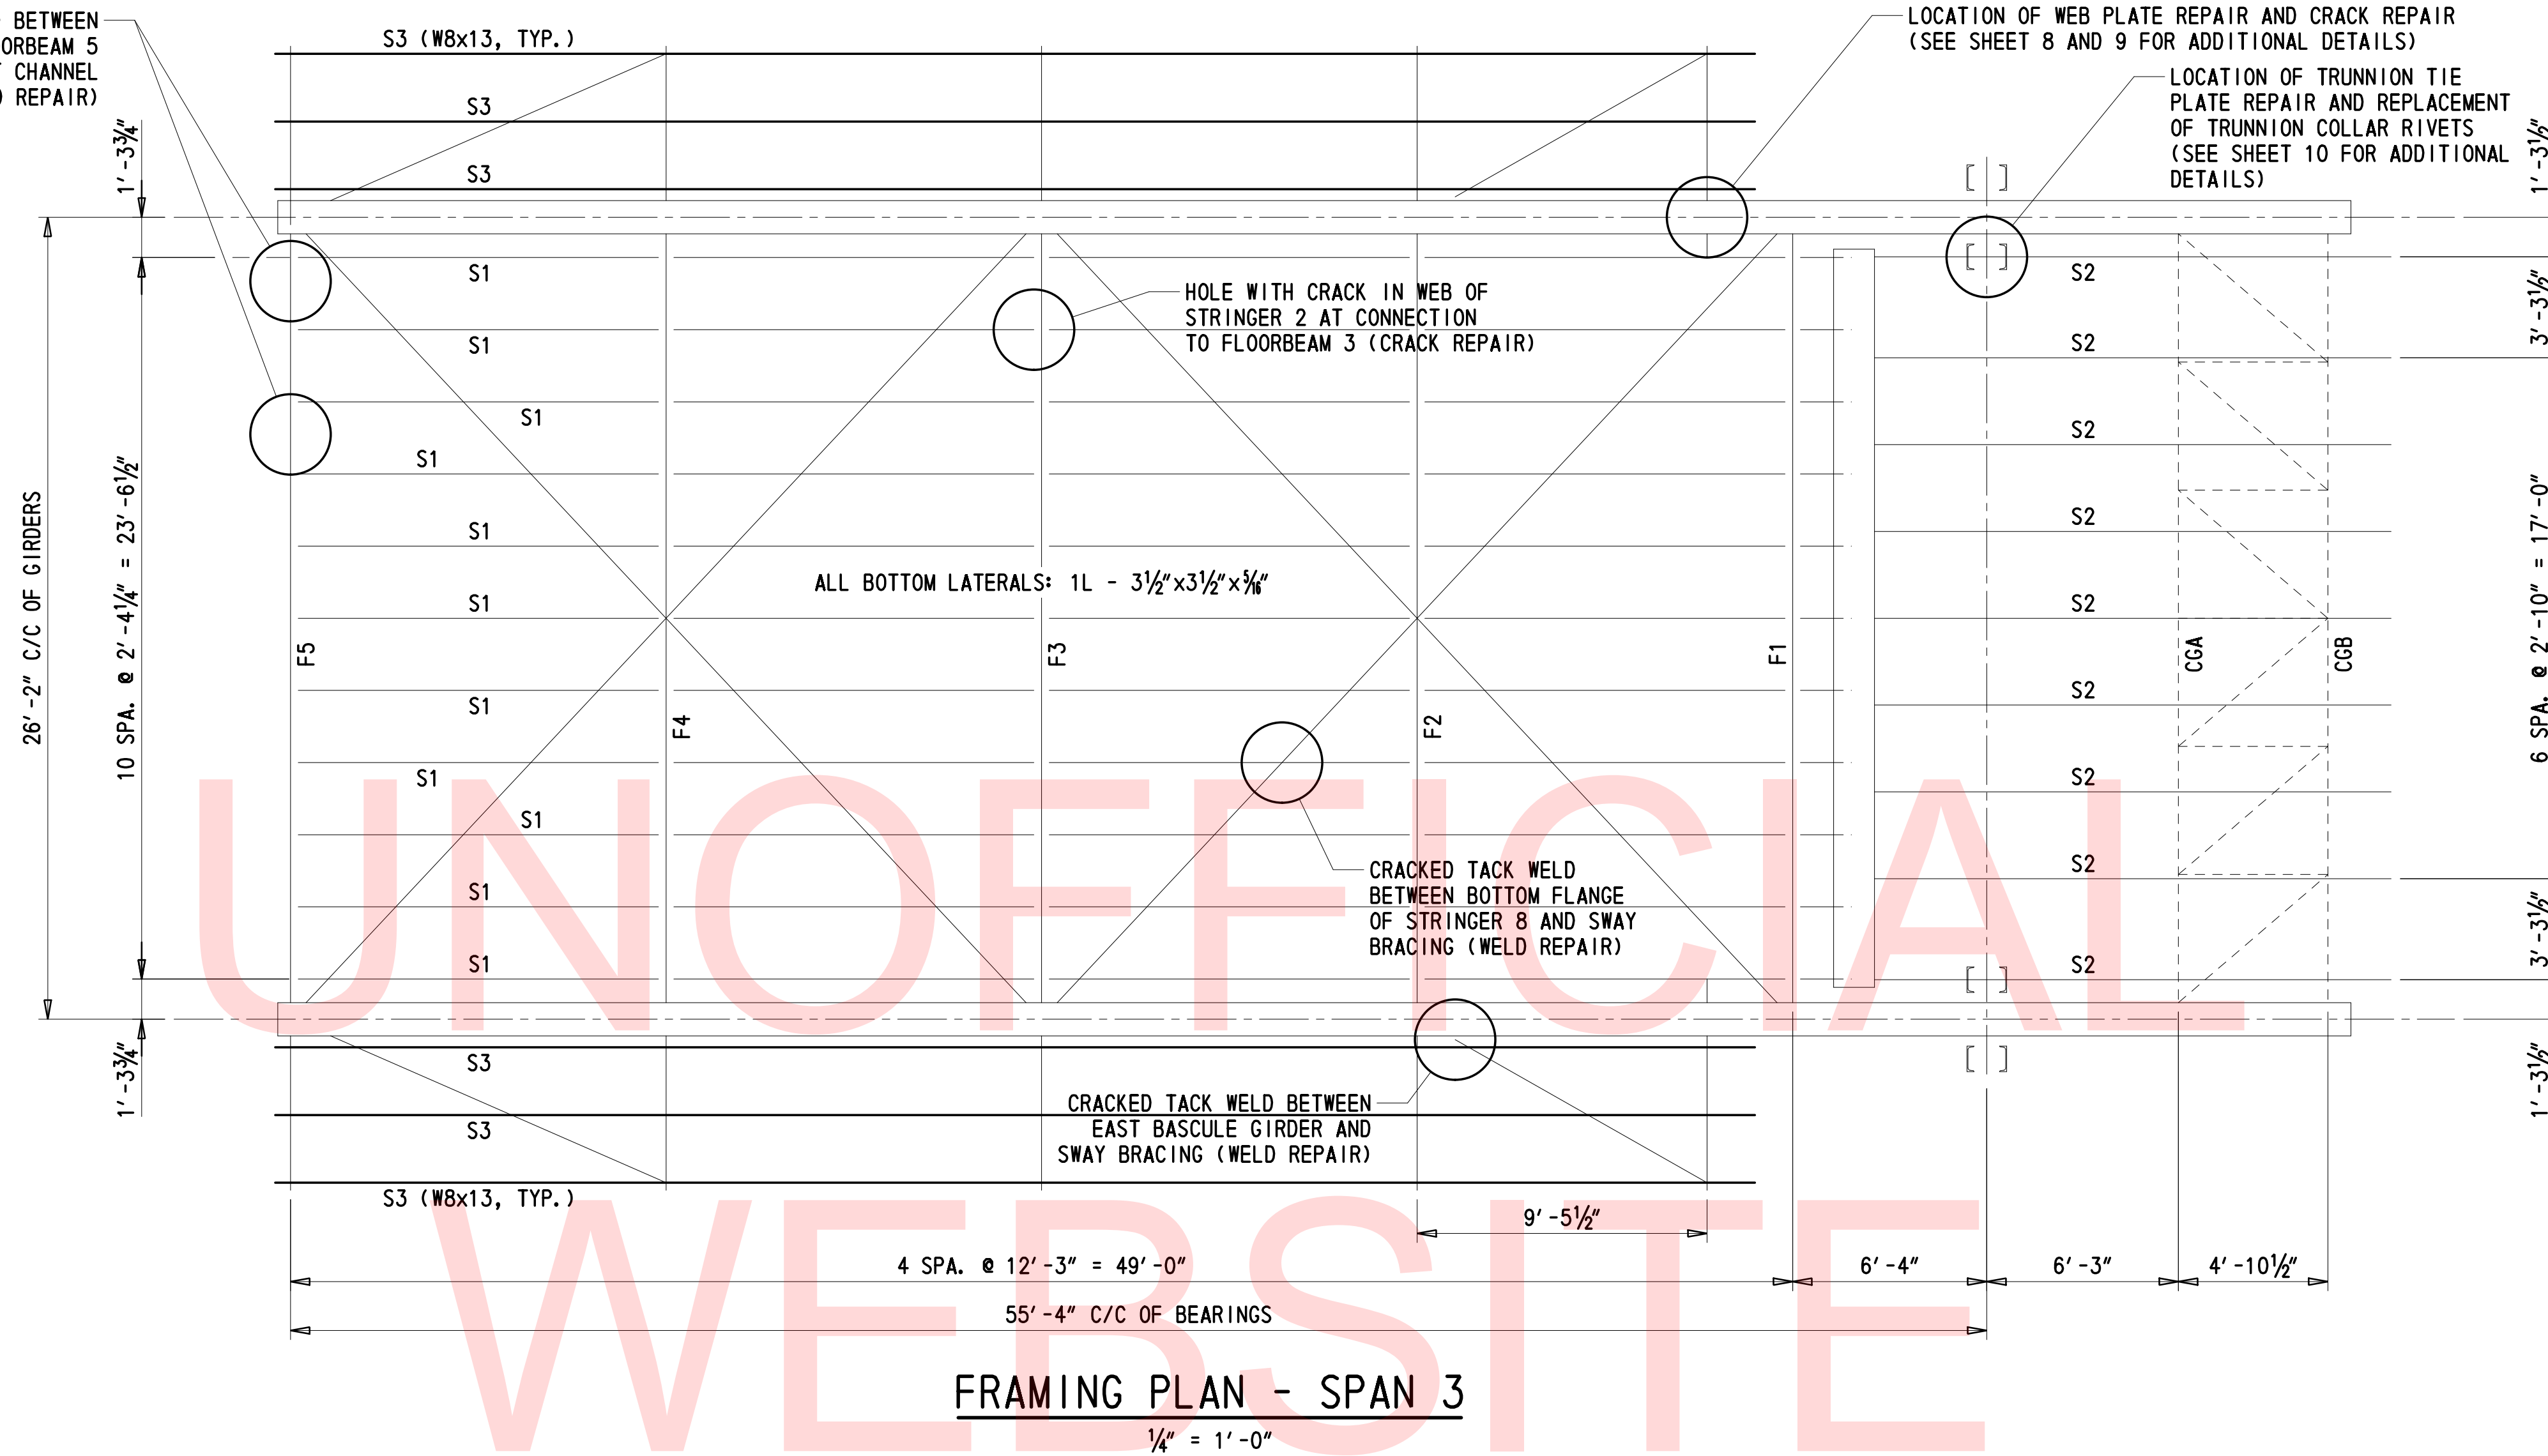 BETWEEN
ORBEAM 5
CHANNEL
REPAIR)
S3 (W8x13, TYP.)
S3
S3
LOCATION OF WEB PLATE REPAIR AND CRACK REPAIR
(SEE SHEET 8 AND 9 FOR ADDITIONAL DETAILS)
LOCATION OF TRUNNION TIE
PLATE REPAIR AND REPLACEMENT
OF TRUNNION COLLAR RIVETS
(SEE SHEET 10 FOR ADDITIONAL
DETAILS)
1'-3¾"
26'-2" C/C OF GIRDERS
10 SPA. @ 2'-4¼" = 23'-6½"
1'-3¾"
S1
S1
S1
S1
S1
S1
S1
S1
S1
S1
S1
HOLE WITH CRACK IN WEB OF
STRINGER 2 AT CONNECTION
TO FLOORBEAM 3 (CRACK REPAIR)
ALL BOTTOM LATERALS: 1L - 3½"x3½"x5⁄16"
F5
F4
F3
F2
F1
CGA
CGB
S2
S2
S2
S2
S2
S2
S2
S2
S2
1'-3½"
3'-3½"
6 SPA. @ 2'-10" = 17'-0"
3'-3½"
1'-3½"
CRACKED TACK WELD
BETWEEN BOTTOM FLANGE
OF STRINGER 8 AND SWAY
BRACING (WELD REPAIR)
S3
S3
S3 (W8x13, TYP.)
CRACKED TACK WELD BETWEEN
EAST BASCULE GIRDER AND
SWAY BRACING (WELD REPAIR)
9'-5½"
4 SPA. @ 12'-3" = 49'-0"
6'-4"
6'-3"
4'-10½"
55'-4" C/C OF BEARINGS
FRAMING PLAN - SPAN 3
¼" = 1'-0"
UNOFFICIAL
WEBSITE